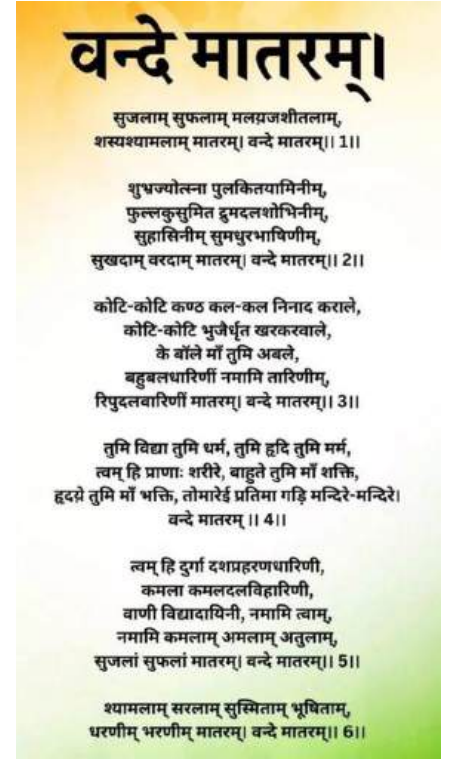 वन्दे मातरम्।
सुजलाम् सुफलाम् मलय़जशीतलाम्,
शस्यश्यामलाम् मातरम्। वन्दे मातरम्।। 1।।
शुभ्रज्योत्स्ना पुलकितयामिनीम्,
फुल्लकुसुमित द्रुमदलशोभिनीम्,
सुहासिनीम् सुमधुरभाषिणीम्,
सुखदाम् वरदाम् मातरम्। वन्दे मातरम्।। 2।।
कोटि-कोटि कण्ठ कल-कल निनाद कराले,
कोटि-कोटि भुजैर्धृत खरकरवाले,
के बॉले माँ तुमि अबले,
बहुबलधारिणीं नमामि तारिणीम्,
रिपुदलवारिणीं मातरम्। वन्दे मातरम्।। 3।।
तुमि विद्या तुमि धर्म, तुमि हृदि तुमि मर्म,
त्वम् हि प्राणाः शरीरे, बाहुते तुमि माँ शक्ति,
हृदय़े तुमि माँ भक्ति, तोमारेई प्रतिमा गड़ि मन्दिरे-मन्दिरे।
वन्दे मातरम् ।। 4।।
त्वम् हि दुर्गा दशप्रहरणधारिणी,
कमला कमलदलविहारिणी,
वाणी विद्यादायिनी, नमामि त्वाम्,
नमामि कमलाम् अमलाम् अतुलाम्,
सुजलां सुफलां मातरम्। वन्दे मातरम्।। 5।।
श्यामलाम् सरलाम् सुस्मिताम् भूषिताम्,
धरणीम् भरणीम् मातरम्। वन्दे मातरम्।। 6।।